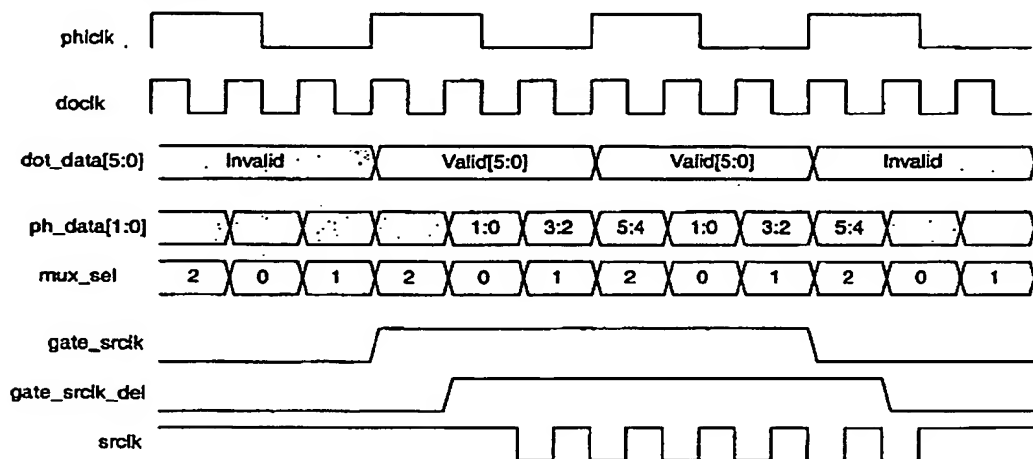 phiclk
doclk
dot_data[5:0] Invalid Valid[5:0] Valid[5:0] Invalid
ph_data[1:0] 1:0 3:2 5:4 1:0 3:2 5:4
mux_sel 2 0 1 2 0 1 2 0 1 2 0 1
gate_srclk
gate_srclk_del
srclk